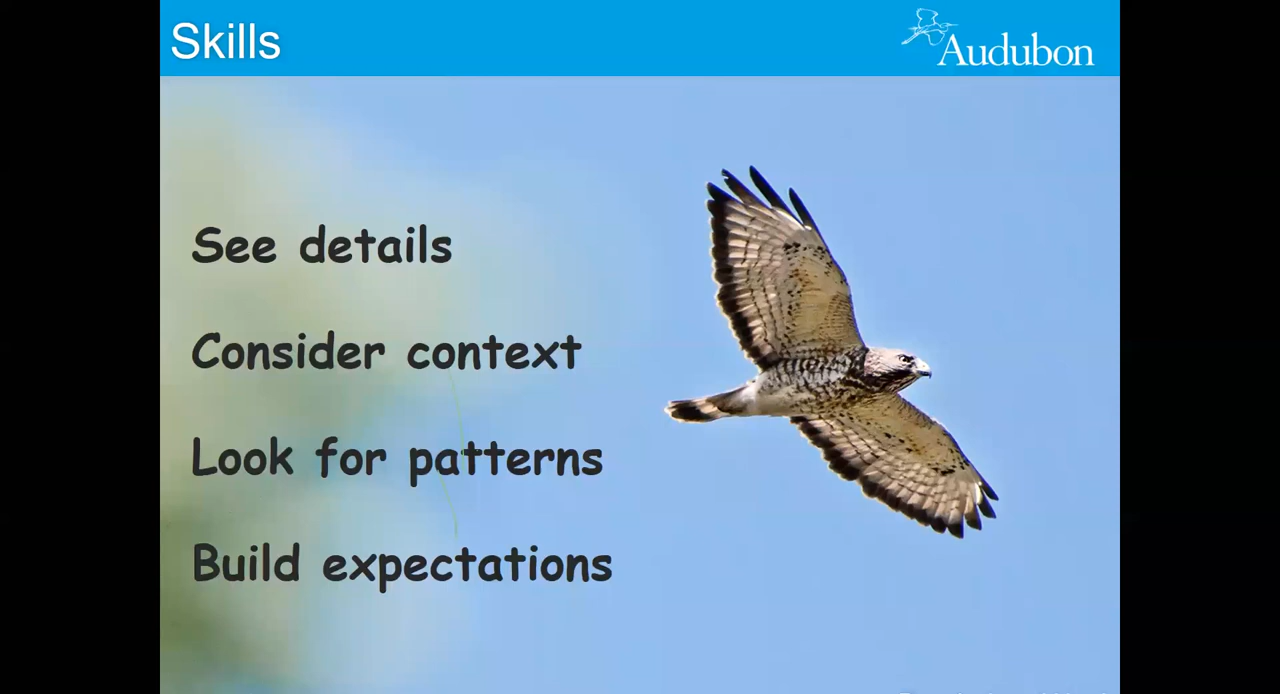 Skills
Audubon
See details
Consider context
Look for patterns
Build expectations